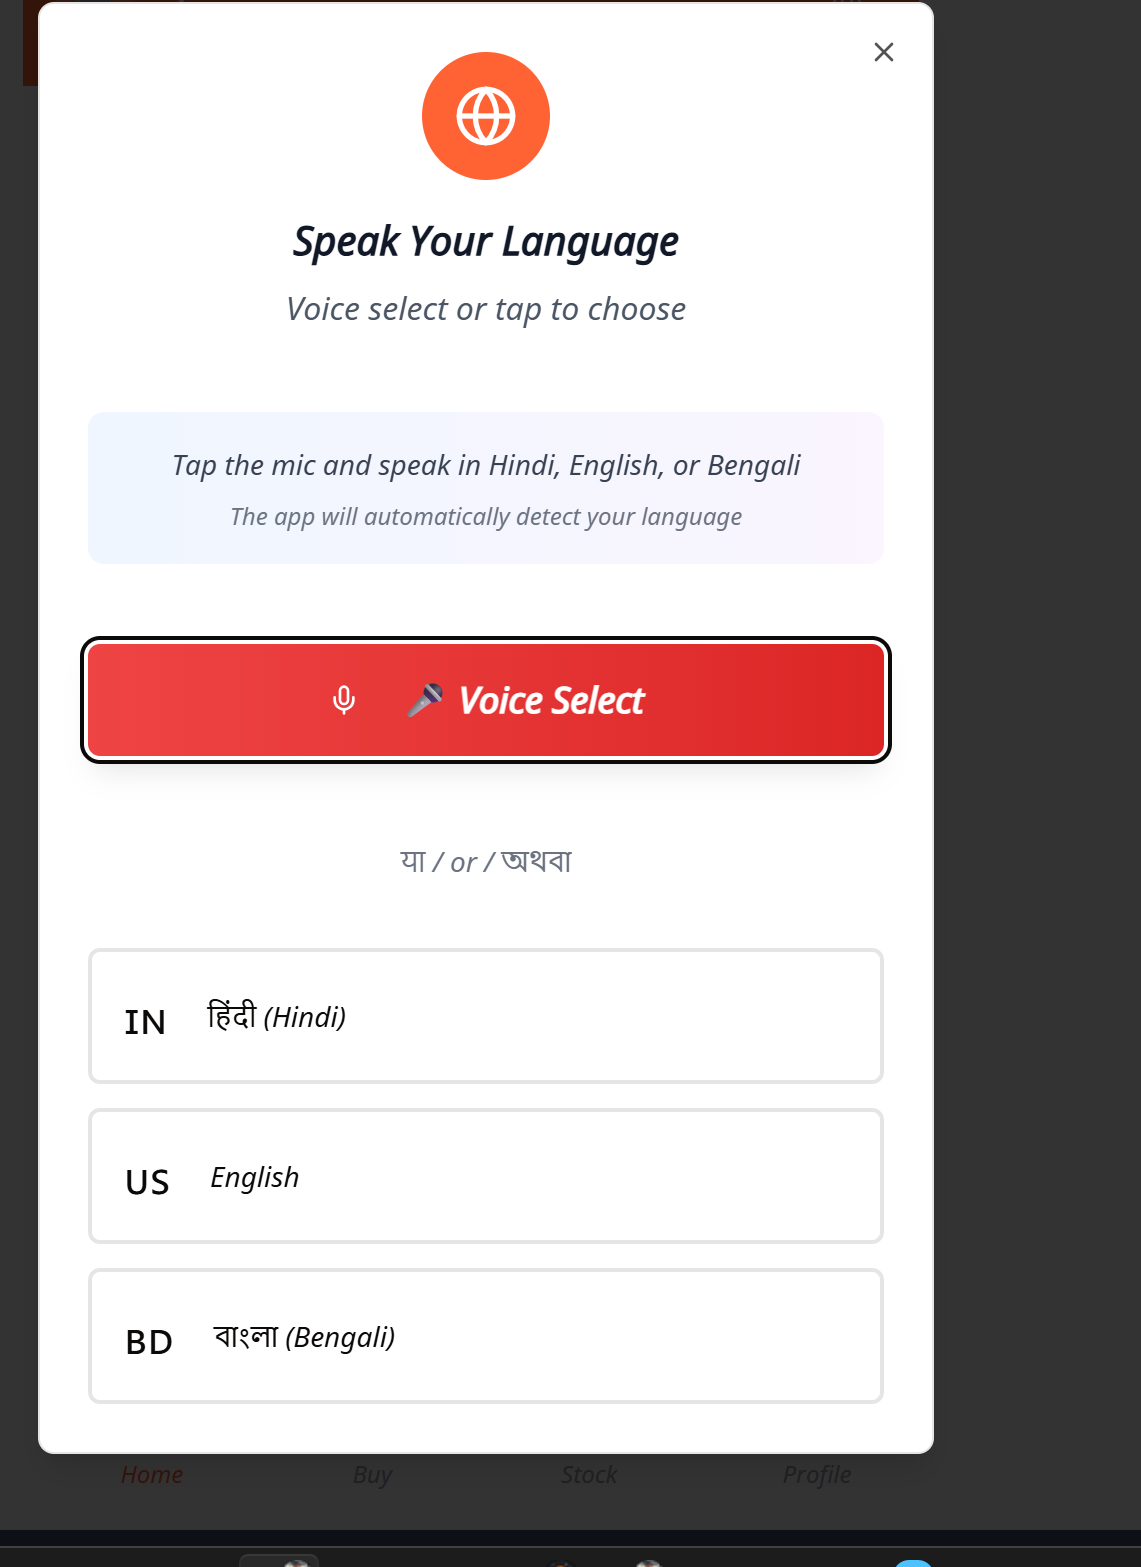 Speak Your Language
Voice select or tap to choose
Tap the mic and speak in Hindi, English, or Bengali
The app will automatically detect your language
🎤 Voice Select
या / or / অথবা
IN हिंदी (Hindi)
US English
BD বাংলা (Bengali)
Home Buy Stock Profile